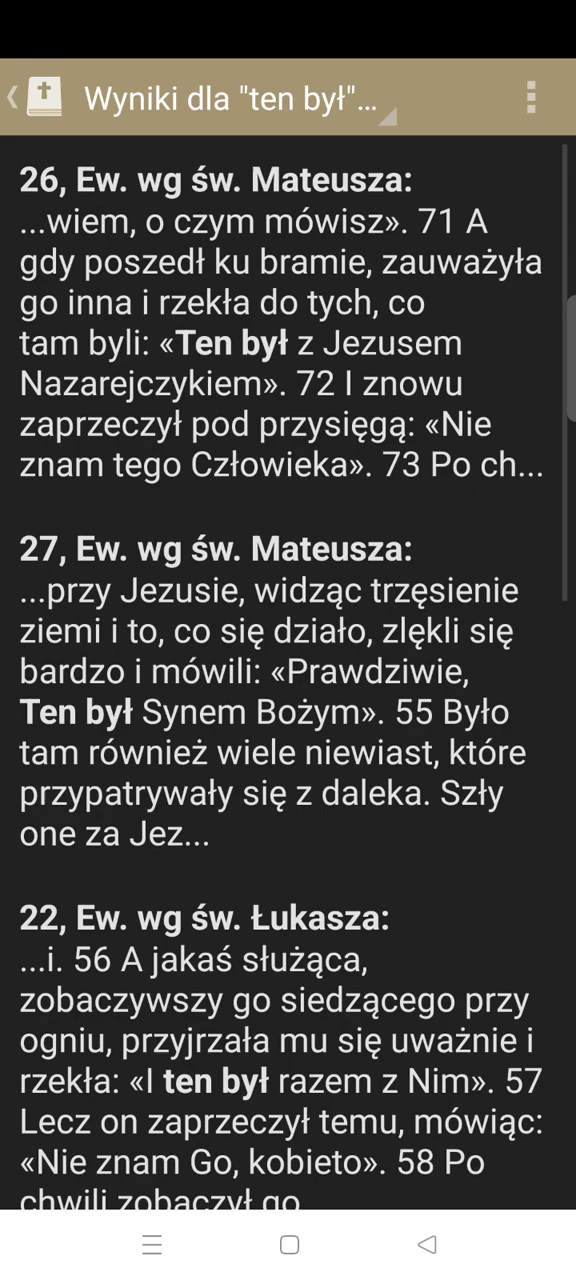 Wyniki dla "ten był"...
26, Ew. wg św. Mateusza:
...wiem, o czym mówisz». 71 A
gdy poszedł ku bramie, zauważyła
go inna i rzekła do tych, co
tam byli: «Ten był z Jezusem
Nazarejczykiem». 72 I znowu
zaprzeczył pod przysięgą: «Nie
znam tego Człowieka». 73 Po ch...
27, Ew. wg św. Mateusza:
...przy Jezusie, widząc trzęsienie
ziemi i to, co się działo, zlękli się
bardzo i mówili: «Prawdziwie,
Ten był Synem Bożym». 55 Było
tam również wiele niewiast, które
przypatrywały się z daleka. Szły
one za Jez...
22, Ew. wg św. Łukasza:
...i. 56 A jakaś służąca,
zobaczywszy go siedzącego przy
ogniu, przyjrzała mu się uważnie i
rzekła: «I ten był razem z Nim». 57
Lecz on zaprzeczył temu, mówiąc:
«Nie znam Go, kobieto». 58 Po
chwili zobaczył go